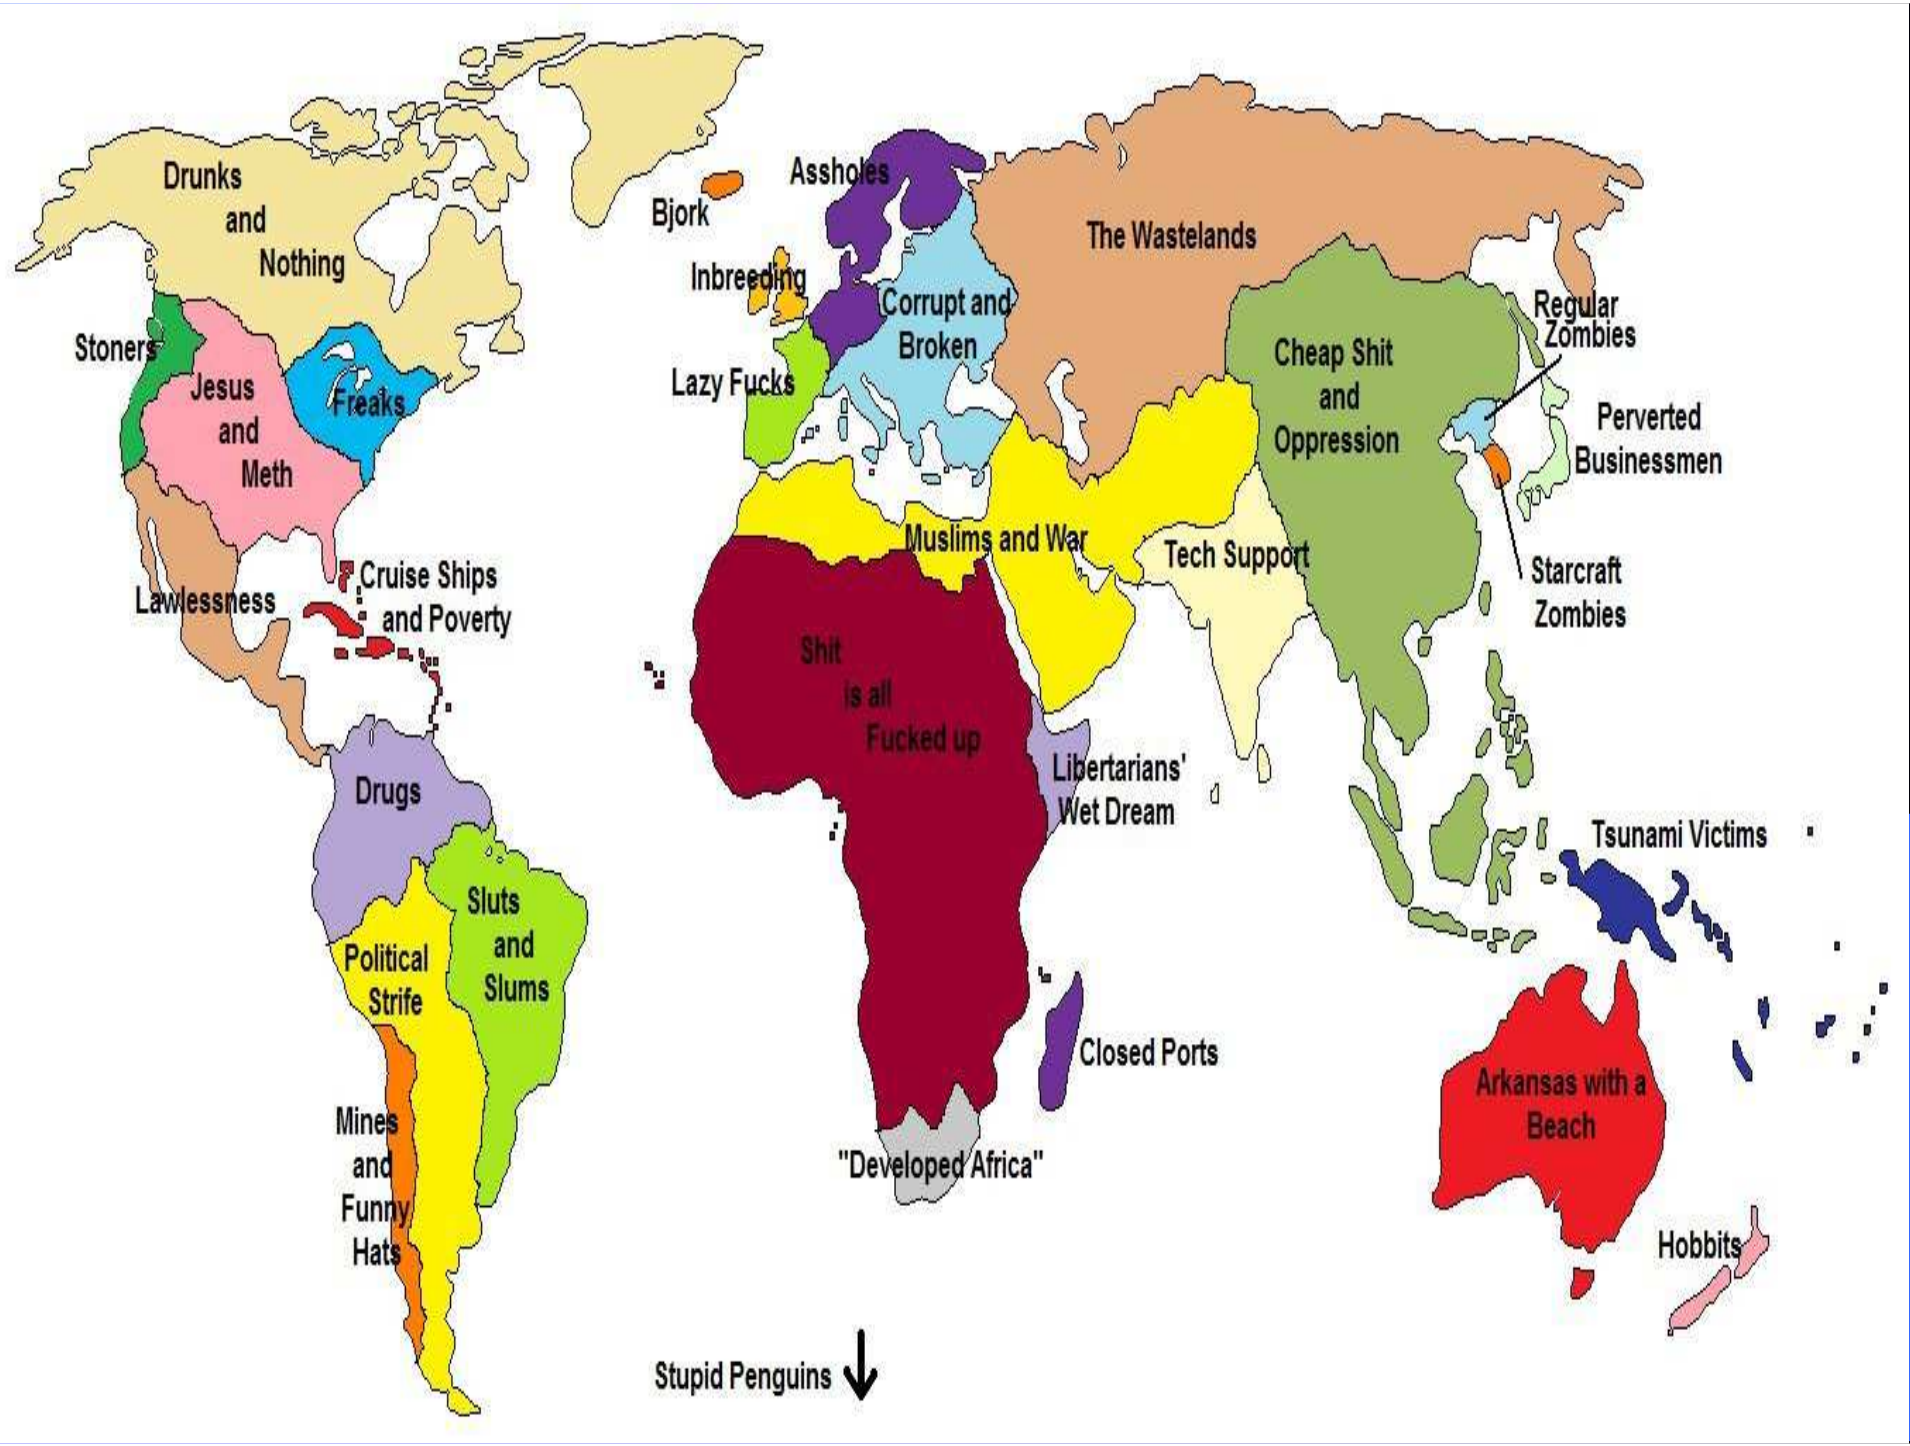 Drunks
and
Nothing
Stoners
Jesus
and
Meth
Freaks
Lawlessness
Cruise Ships
and Poverty
Drugs
Sluts
and
Slums
Political
Strife
Mines
and
Funny
Hats
Bjork
Assholes
Inbreeding
Lazy Fucks
Corrupt and
Broken
The Wastelands
Muslims and War
Shit
is all
Fucked up
Libertarians'
Wet Dream
Closed Ports
"Developed Africa"
Stupid Penguins
Tech Support
Cheap Shit
and
Oppression
Regular
Zombies
Perverted
Businessmen
Starcraft
Zombies
Tsunami Victims
Arkansas with a
Beach
Hobbits